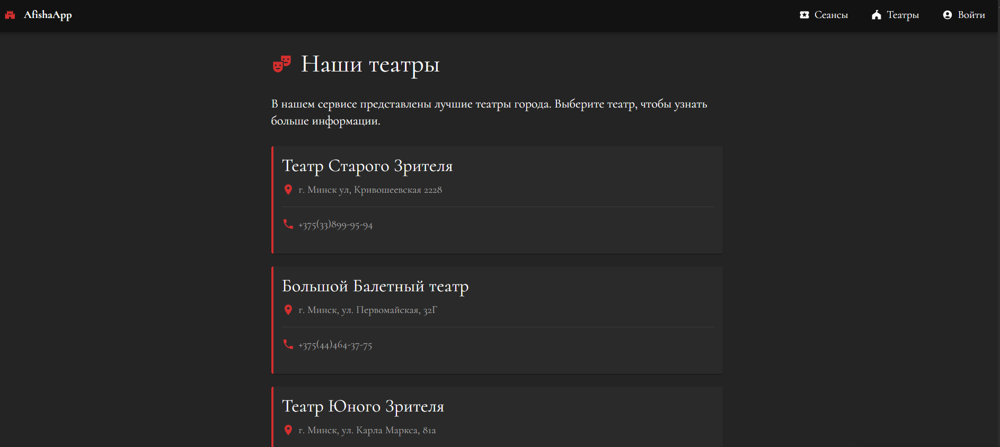 AfishaApp
Сеансы
Театры
Войти
Наши театры
В нашем сервисе представлены лучшие театры города. Выберите театр, чтобы узнать
больше информации.
Театр Старого Зрителя
г. Минск ул, Кривошеевская 2228
+375(33)899-95-94
Большой Балетный театр
г. Минск, ул. Первомайская, 32Г
+375(44)464-37-75
Театр Юного Зрителя
г. Минск, ул. Карла Маркса, 81а